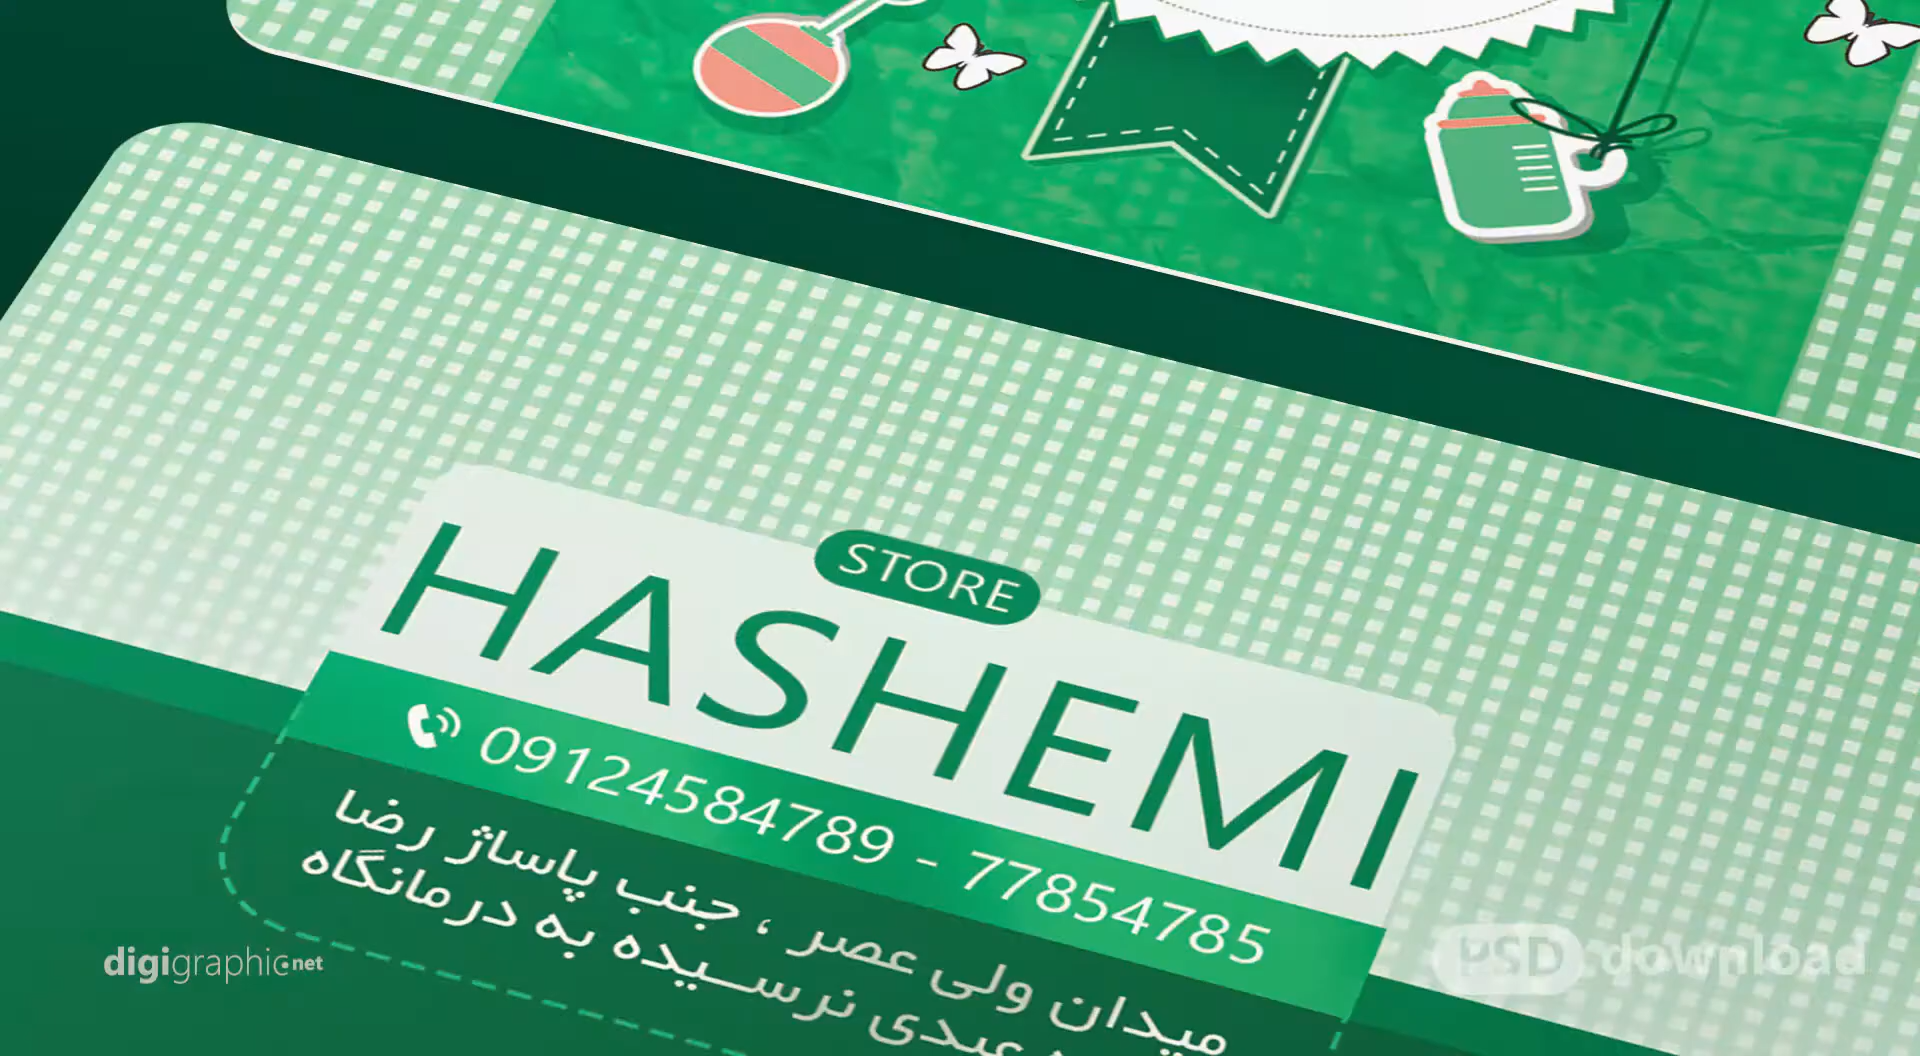 STORE
HASHEMI
09124584789 - 77854785
میدان ولی عصر ، جنب پاساژ رضا
عبدی نرسیده به درمانگاه
digigraphic.net
PSD download